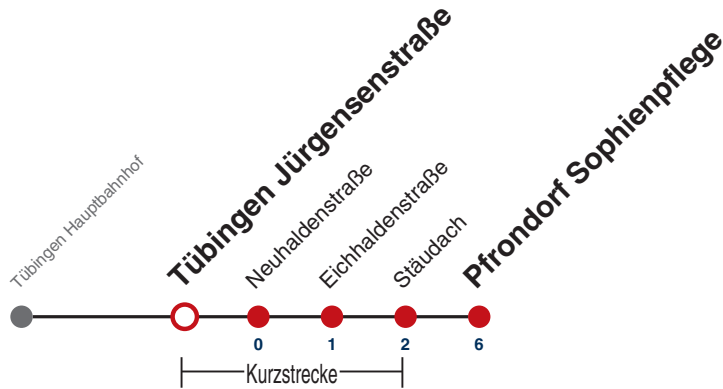 Tübingen Hauptbahnhof
Tübingen Jürgensenstraße
Neuhaldenstraße
Eichhaldenstraße
Stäudach
Pfrondorf Sophienpflege
0 1 2 6
Kurzstrecke